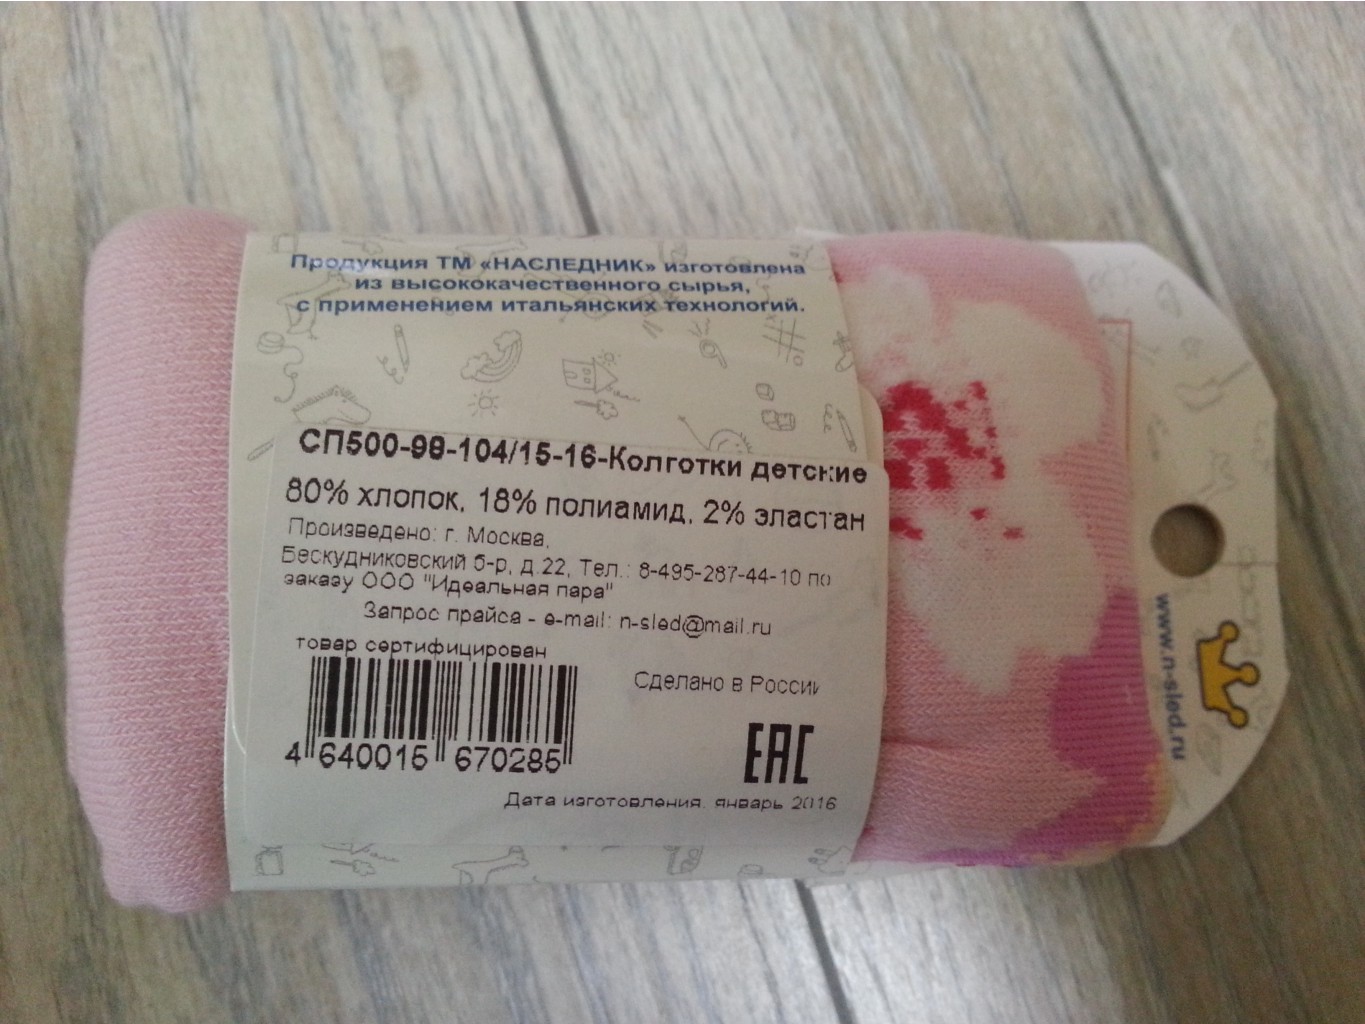 Продукция ТМ «НАСЛЕДНИК» изготовлена
из высококачественного сырья,
с применением итальянских технологий.
СП500-98-104/15-16-Колготки детские
80% хлопок, 18% полиамид, 2% эластан
Произведено: г. Москва,
Бескудниковский б-р, д.22, Тел.: 8-495-287-44-10 по
заказу ООО "Идеальная пара"
Запрос прайса - e-mail: n-sled@mail.ru
товар сертифицирован
Сделано в России
4 640015 670285
EAC
Дата изготовления. январь 2016
www.n-sled.ru